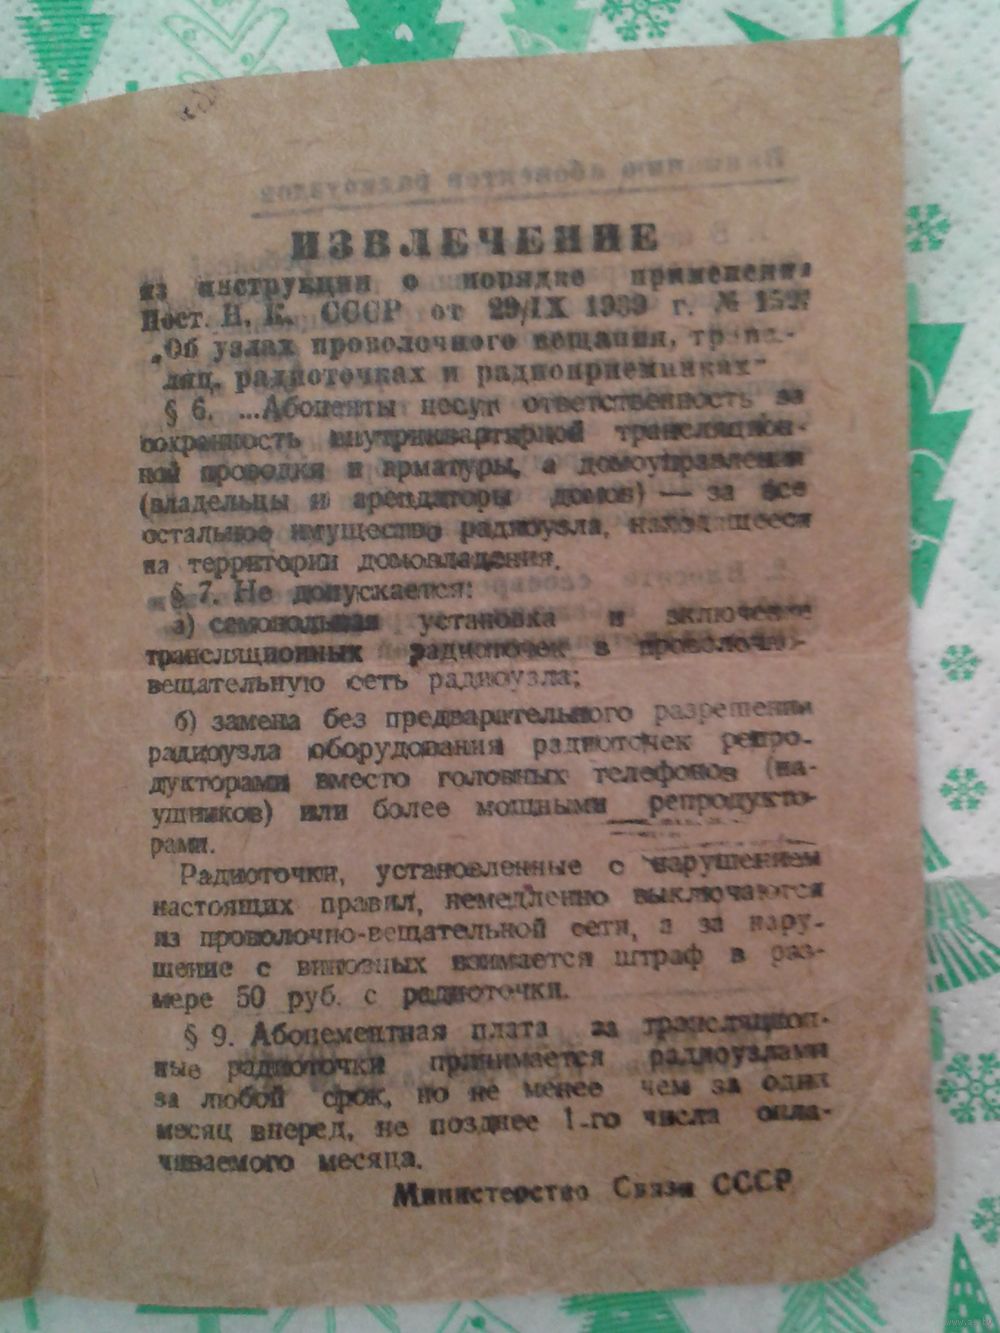 ИЗВЛЕЧЕНИЕ
из инструкции о порядке применения
Пост. Н. К. СССР от 29/IX 1939 г. №
„Об узлах проволочного вещания,
радиоточках и радиоприемниках"
§ 6. ...Абоненты несут ответственность за
сохранность внутриквартирной трансляцион-
ной проводки и арматуры, а домоуправления
(владельцы и арендаторы домов) — за все
остальное имущество радиоузла, находящееся
на территории домовладения.
§ 7. Не допускается:
а) самовольная установка и включение
трансляционных радиоточек в проволочно-
вещательную сеть радиоузла;
б) замена без предварительного разрешения
радиоузла оборудования радиоточек репро-
дукторами вместо головных телефонов (на-
ушников) или более мощными репродукто-
рами.
Радиоточки, установленные с нарушением
настоящих правил, немедленно выключаются
из проволочно-вещательной сети, а за нару-
шение с виновных взимается штраф в раз-
мере 50 руб. с радиоточки.
§ 9. Абонементная плата за трансляцион-
ные радиоточки принимается радиоузлами
за любой срок, но не менее чем за один
месяц вперед, не позднее 1-го числа опла-
чиваемого месяца.
Министерство Связи СССР